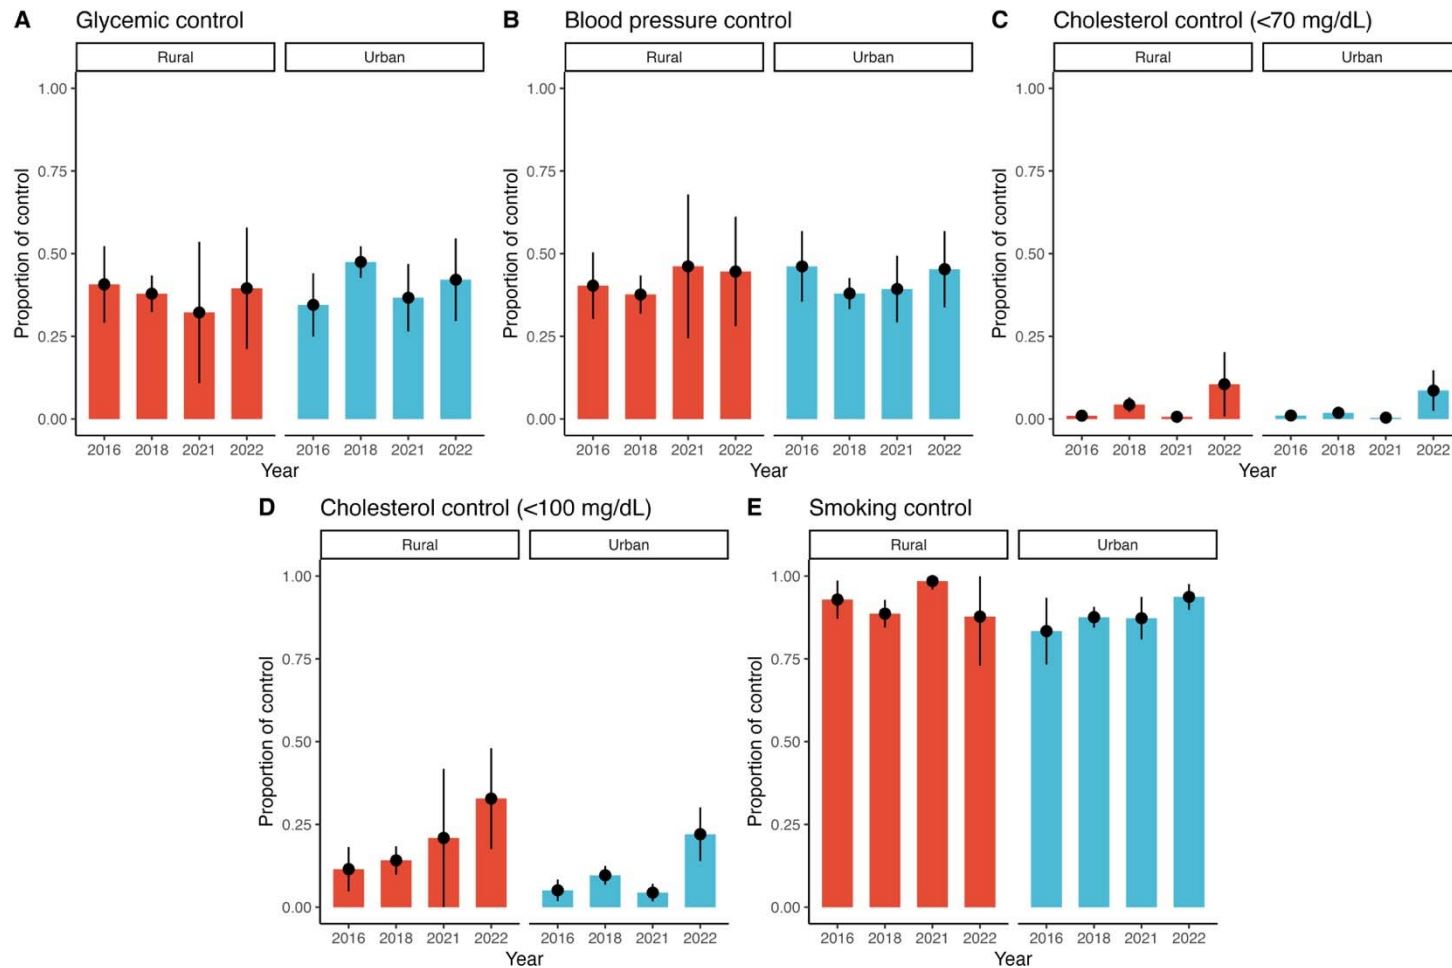 A Glycemic control
Rural Urban
1.00
0.75
0.50
0.25
0.00
Proportion of control
2016 2018 2021 2022 2016 2018 2021 2022
Year
B Blood pressure control
Rural Urban
1.00
0.75
0.50
0.25
0.00
Proportion of control
2016 2018 2021 2022 2016 2018 2021 2022
Year
C Cholesterol control (<70 mg/dL)
Rural Urban
1.00
0.75
0.50
0.25
0.00
Proportion of control
2016 2018 2021 2022 2016 2018 2021 2022
Year
D Cholesterol control (<100 mg/dL)
Rural Urban
1.00
0.75
0.50
0.25
0.00
Proportion of control
2016 2018 2021 2022 2016 2018 2021 2022
Year
E Smoking control
Rural Urban
1.00
0.75
0.50
0.25
0.00
Proportion of control
2016 2018 2021 2022 2016 2018 2021 2022
Year